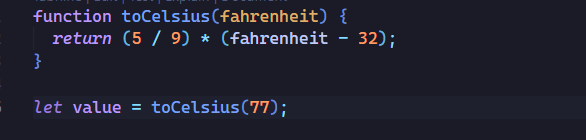 function toCelsius(fahrenheit) {
  return (5 / 9) * (fahrenheit - 32);
}

let value = toCelsius(77);